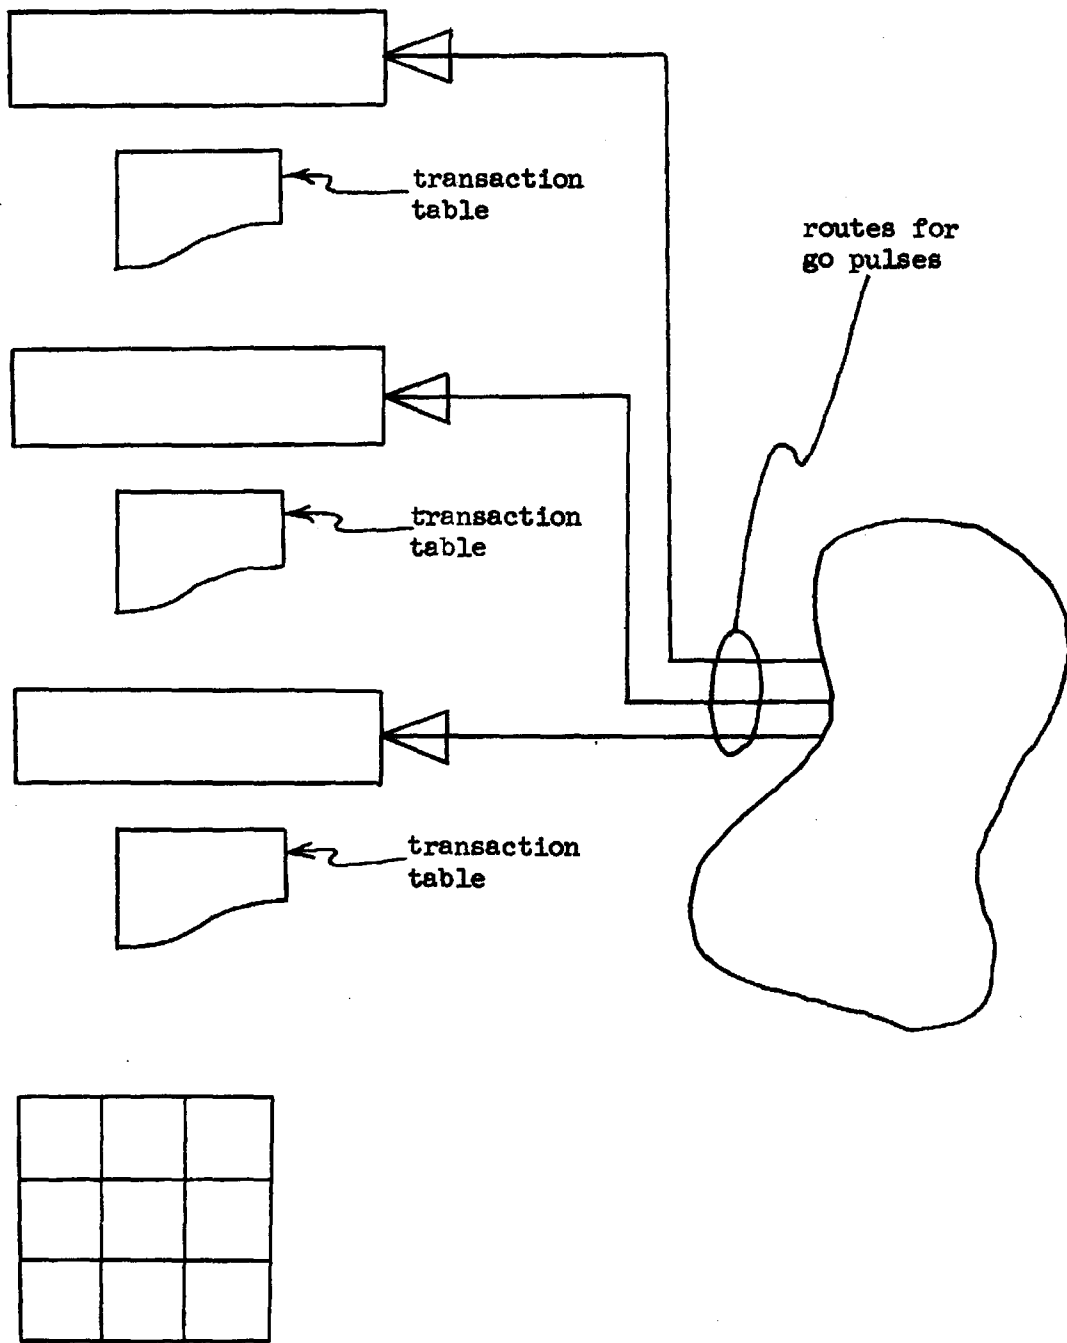 transaction
table
routes for
go pulses
transaction
table
transaction
table